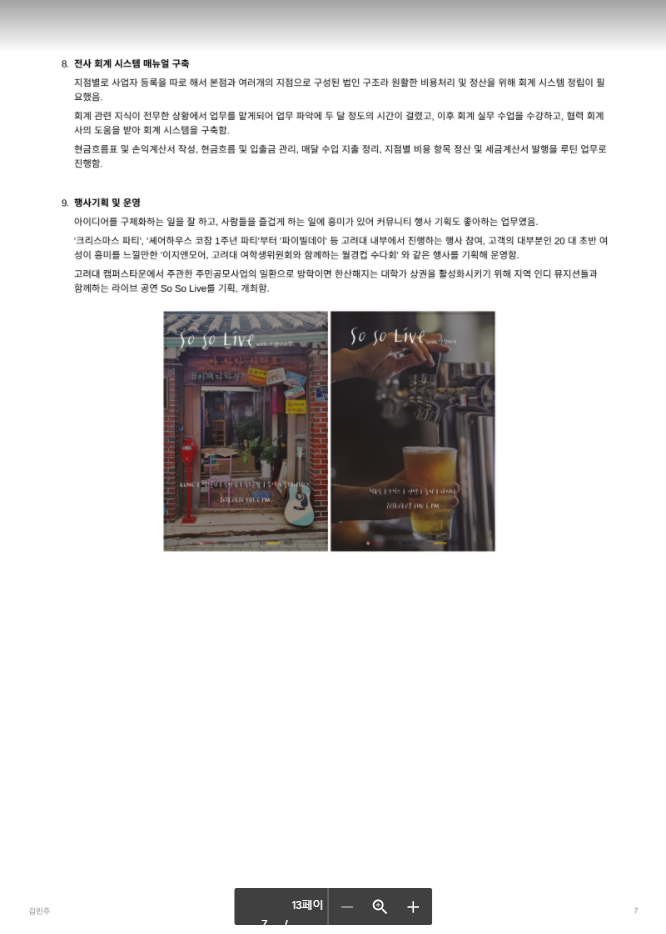 8. 전사 회계 시스템 매뉴얼 구축
지점별로 사업자 등록을 따로 해서 본점과 여러개의 지점으로 구성된 법인 구조라 원활한 비용처리 및 정산을 위해 회계 시스템 정립이 필
요했음.
회계 관련 지식이 전무한 상황에서 업무를 맡게되어 업무 파악에 두 달 정도의 시간이 걸렸고, 이후 회계 실무 수업을 수강하고, 협력 회계
사의 도움을 받아 회계 시스템을 구축함.
현금흐름표 및 손익계산서 작성, 현금흐름 및 입출금 관리, 매달 수입 지출 정리, 지점별 비용 항목 정산 및 세금계산서 발행을 루틴 업무로
진행함.
9. 행사기획 및 운영
아이디어를 구체화하는 일을 잘 하고, 사람들을 즐겁게 하는 일에 흥미가 있어 커뮤니티 행사 기획도 좋아하는 업무였음.
'크리스마스 파티', '셰어하우스 코잠 1주년 파티'부터 '파이빌데이' 등 고려대 내부에서 진행하는 행사 참여, 고객의 대부분인 20 대 초반 여
성이 흥미를 느낄만한 '이지앤모어, 고려대 여학생위원회와 함께하는 월경컵 수다회' 와 같은 행사를 기획해 운영함.
고려대 캠퍼스타운에서 주관한 주민공모사업의 일환으로 방학이면 한산해지는 대학가 상권을 활성화시키기 위해 지역 인디 뮤지션들과
함께하는 라이브 공연 So So Live를 기획, 개최함.
So So Live
So So Live
김민주
7
13페이
7 /